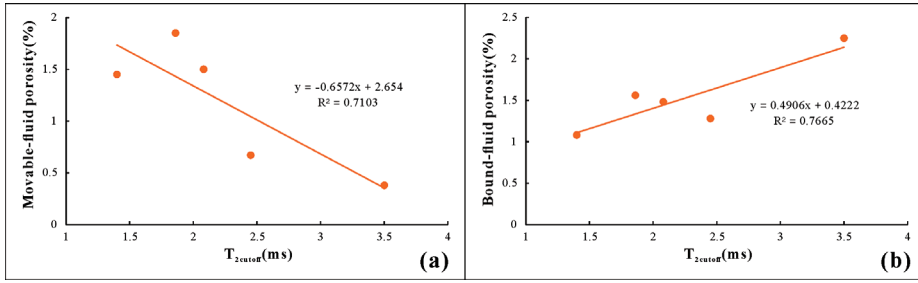 2
1.5
1
0.5
0
Movable-fluid porosity(%)
y = -0.6572x + 2.654
R² = 0.7103
1 1.5 2 2.5 3 3.5 4
T2cutoff(ms)
(a)
2.5
2
1.5
1
0.5
0
Bound-fluid porosity(%)
y = 0.4906x + 0.4222
R² = 0.7665
1 1.5 2 2.5 3 3.5 4
T2cutoff(ms)
(b)